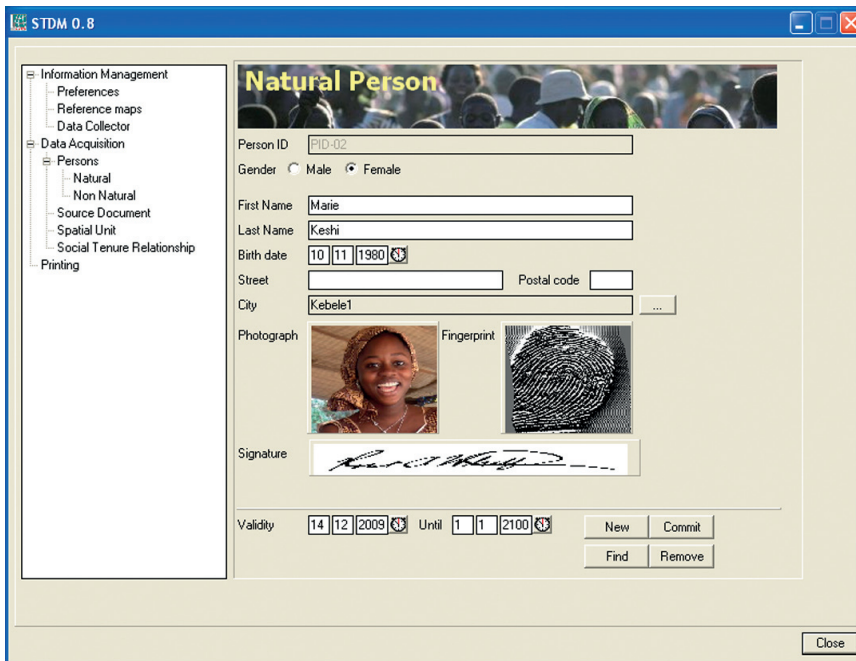 STDM 0.8
Information Management
Preferences
Reference maps
Data Collector
Data Acquisition
Persons
Natural
Non Natural
Source Document
Spatial Unit
Social Tenure Relationship
Printing
Natural Person
Person ID PID-02
Gender Male Female
First Name Marie
Last Name Keshi
Birth date 10 11 1980
Street Postal code
City Kebele1 ...
Photograph Fingerprint
Signature
Validity 14 12 2009 Until 1 1 2100 New Commit
Find Remove
Close